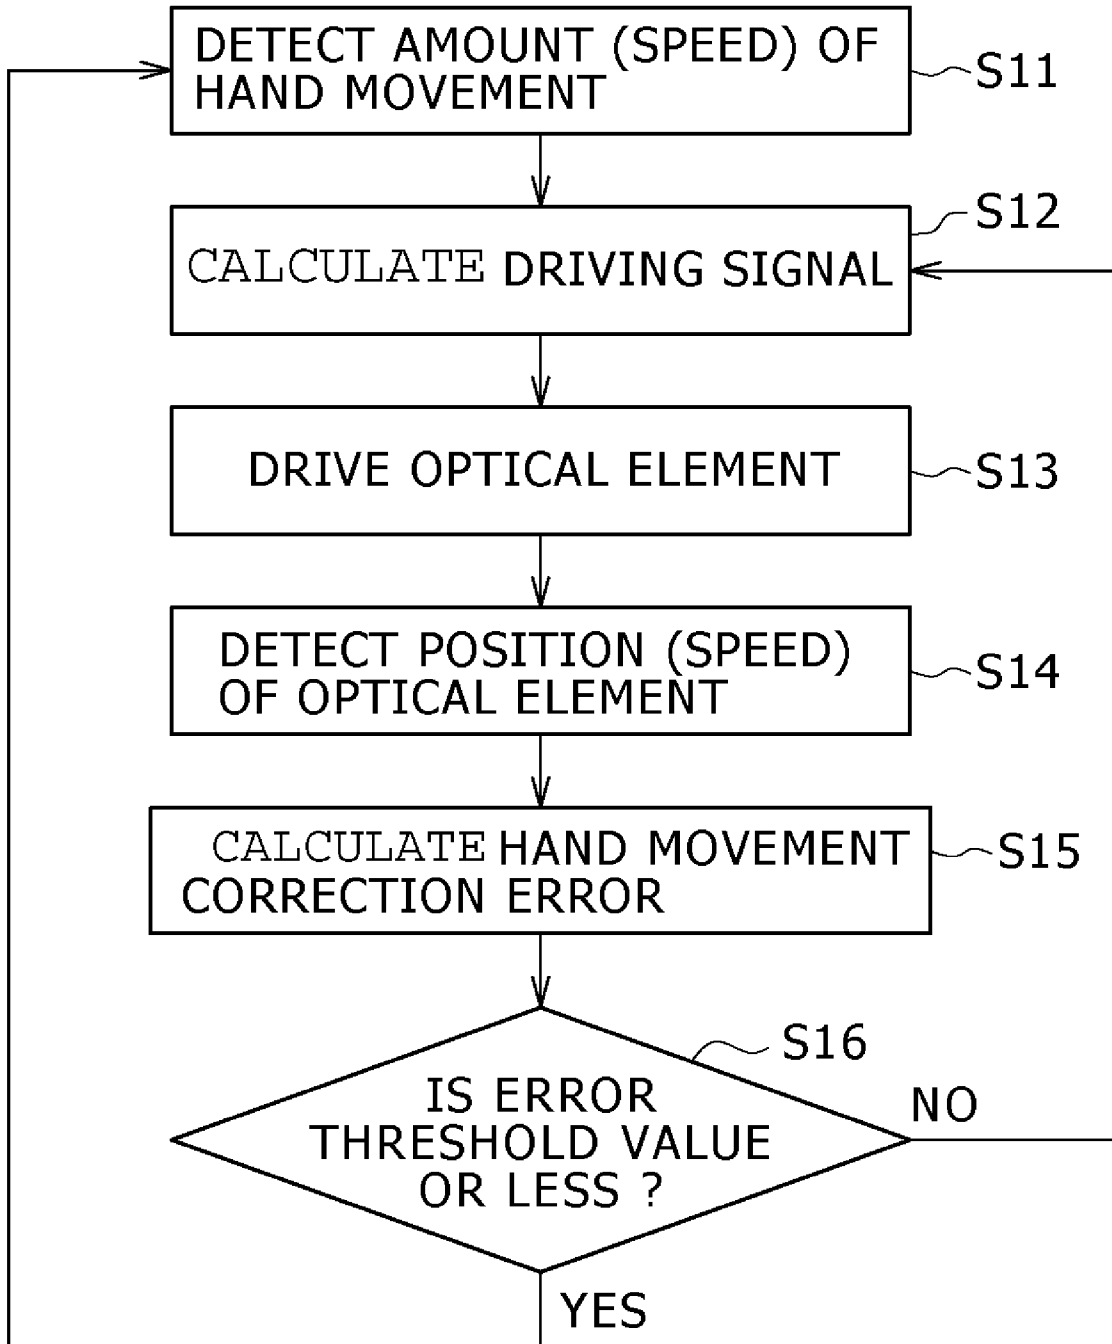 DETECT AMOUNT (SPEED) OF
HAND MOVEMENT
S11
S12
CALCULATE DRIVING SIGNAL
DRIVE OPTICAL ELEMENT
S13
DETECT POSITION (SPEED)
OF OPTICAL ELEMENT
S14
CALCULATE HAND MOVEMENT
CORRECTION ERROR
S15
S16
IS ERROR
THRESHOLD VALUE
OR LESS ?
NO
YES